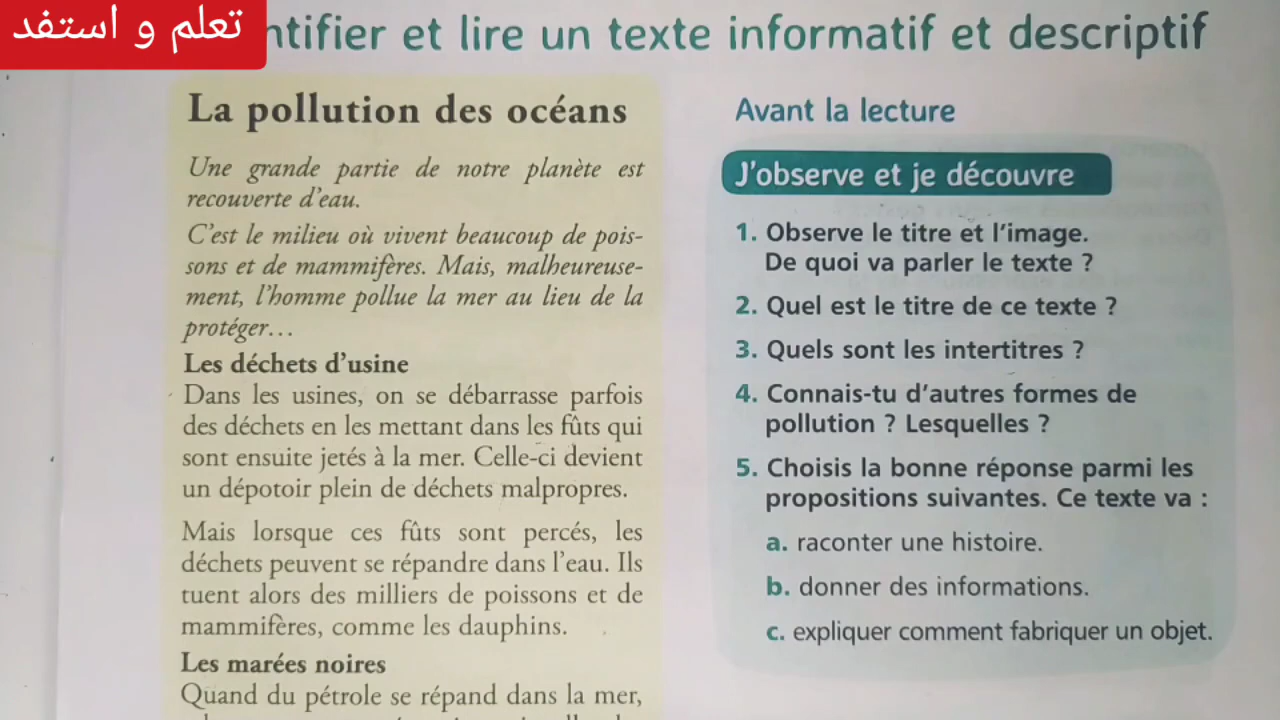 تعلم و استفد
ntifier et lire un texte informatif et descriptif
La pollution des océans
Une grande partie de notre planète est
recouverte d'eau.
C'est le milieu où vivent beaucoup de pois-
sons et de mammifères. Mais, malheureuse-
ment, l'homme pollue la mer au lieu de la
protéger...
Les déchets d'usine
Dans les usines, on se débarrasse parfois
des déchets en les mettant dans les fûts qui
sont ensuite jetés à la mer. Celle-ci devient
un dépotoir plein de déchets malpropres.
Mais lorsque ces fûts sont percés, les
déchets peuvent se répandre dans l'eau. Ils
tuent alors des milliers de poissons et de
mammifères, comme les dauphins.
Les marées noires
Quand du pétrole se répand dans la mer,
Avant la lecture
J'observe et je découvre
1. Observe le titre et l'image.
De quoi va parler le texte ?
2. Quel est le titre de ce texte ?
3. Quels sont les intertitres ?
4. Connais-tu d'autres formes de
pollution ? Lesquelles ?
5. Choisis la bonne réponse parmi les
propositions suivantes. Ce texte va :
a. raconter une histoire.
b. donner des informations.
c. expliquer comment fabriquer un objet.